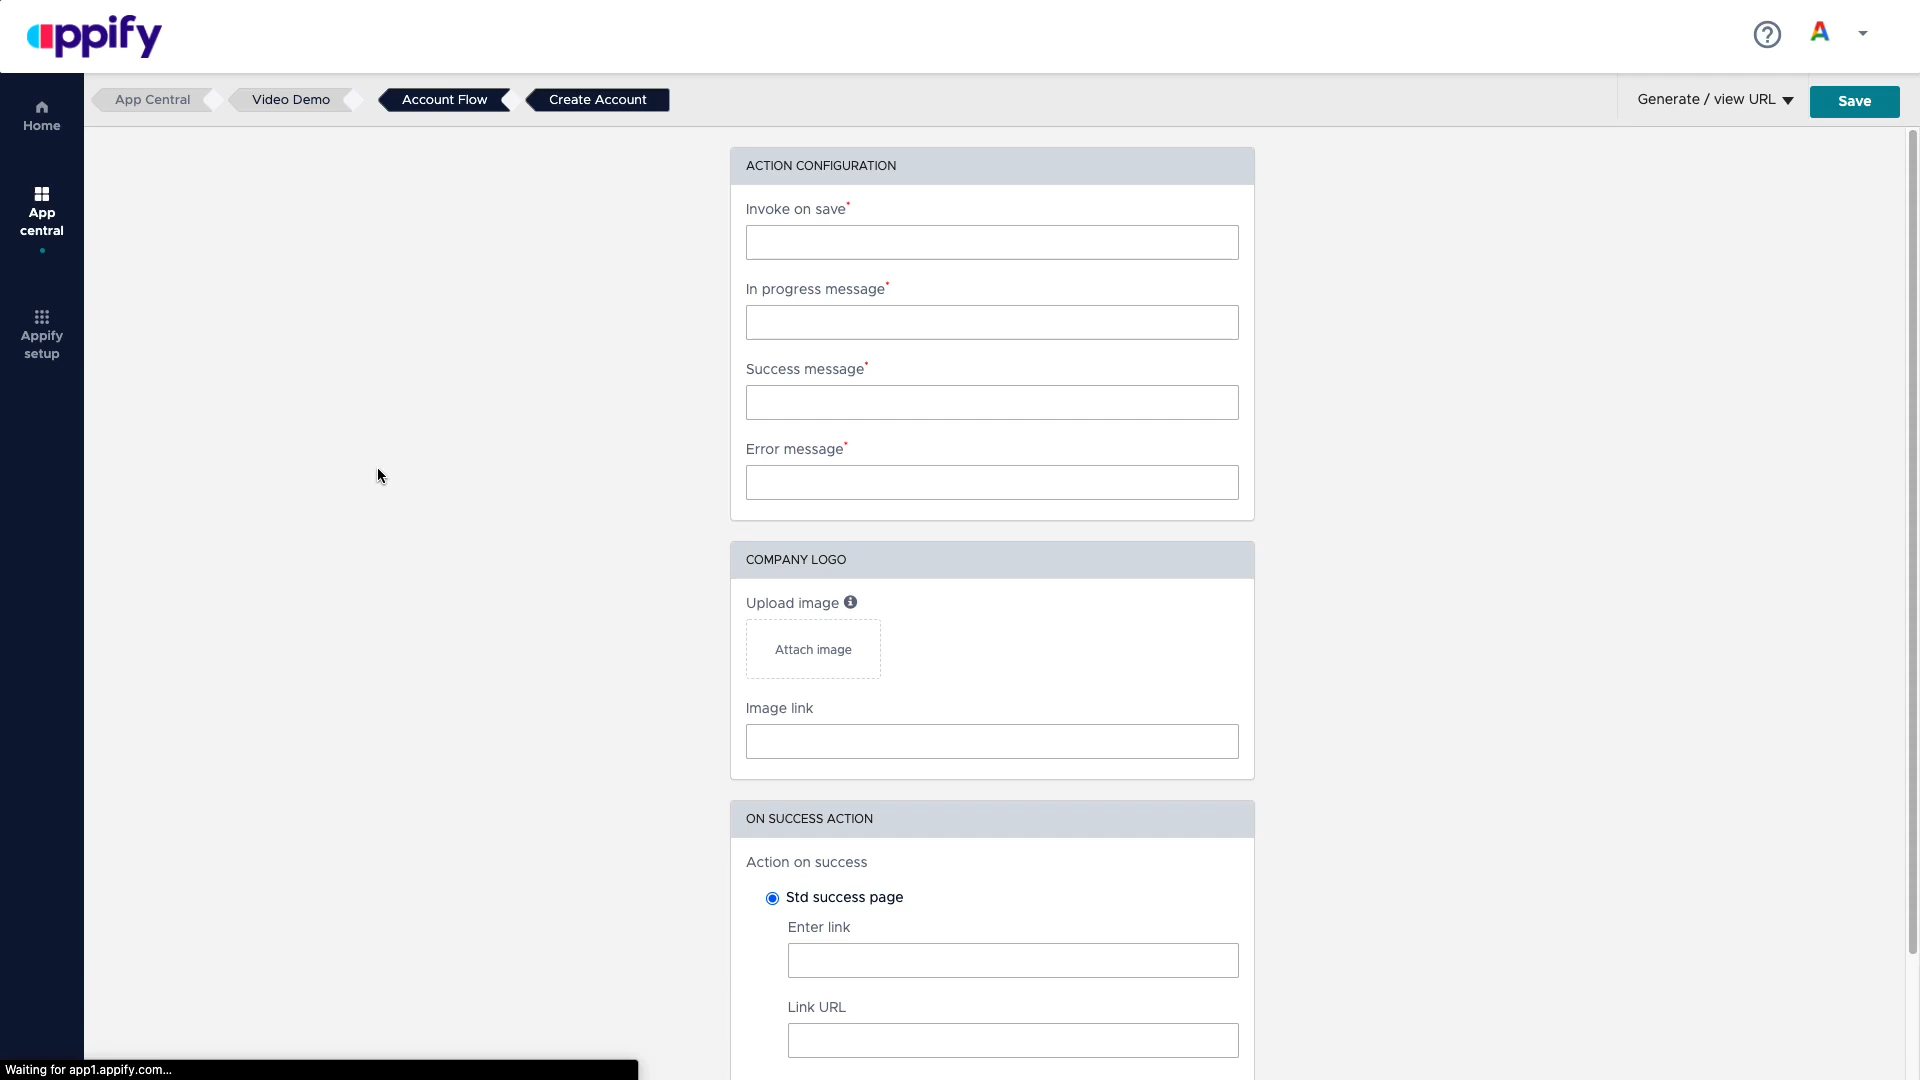 appify
A
App Central
Video Demo
Account Flow
Create Account
Generate / view URL
Save
Home
App
central
Appify
setup
ACTION CONFIGURATION
Invoke on save*
In progress message*
Success message*
Error message*
COMPANY LOGO
Upload image
Attach image
Image link
ON SUCCESS ACTION
Action on success
Std success page
Enter link
Link URL
Waiting for app1.appify.com...